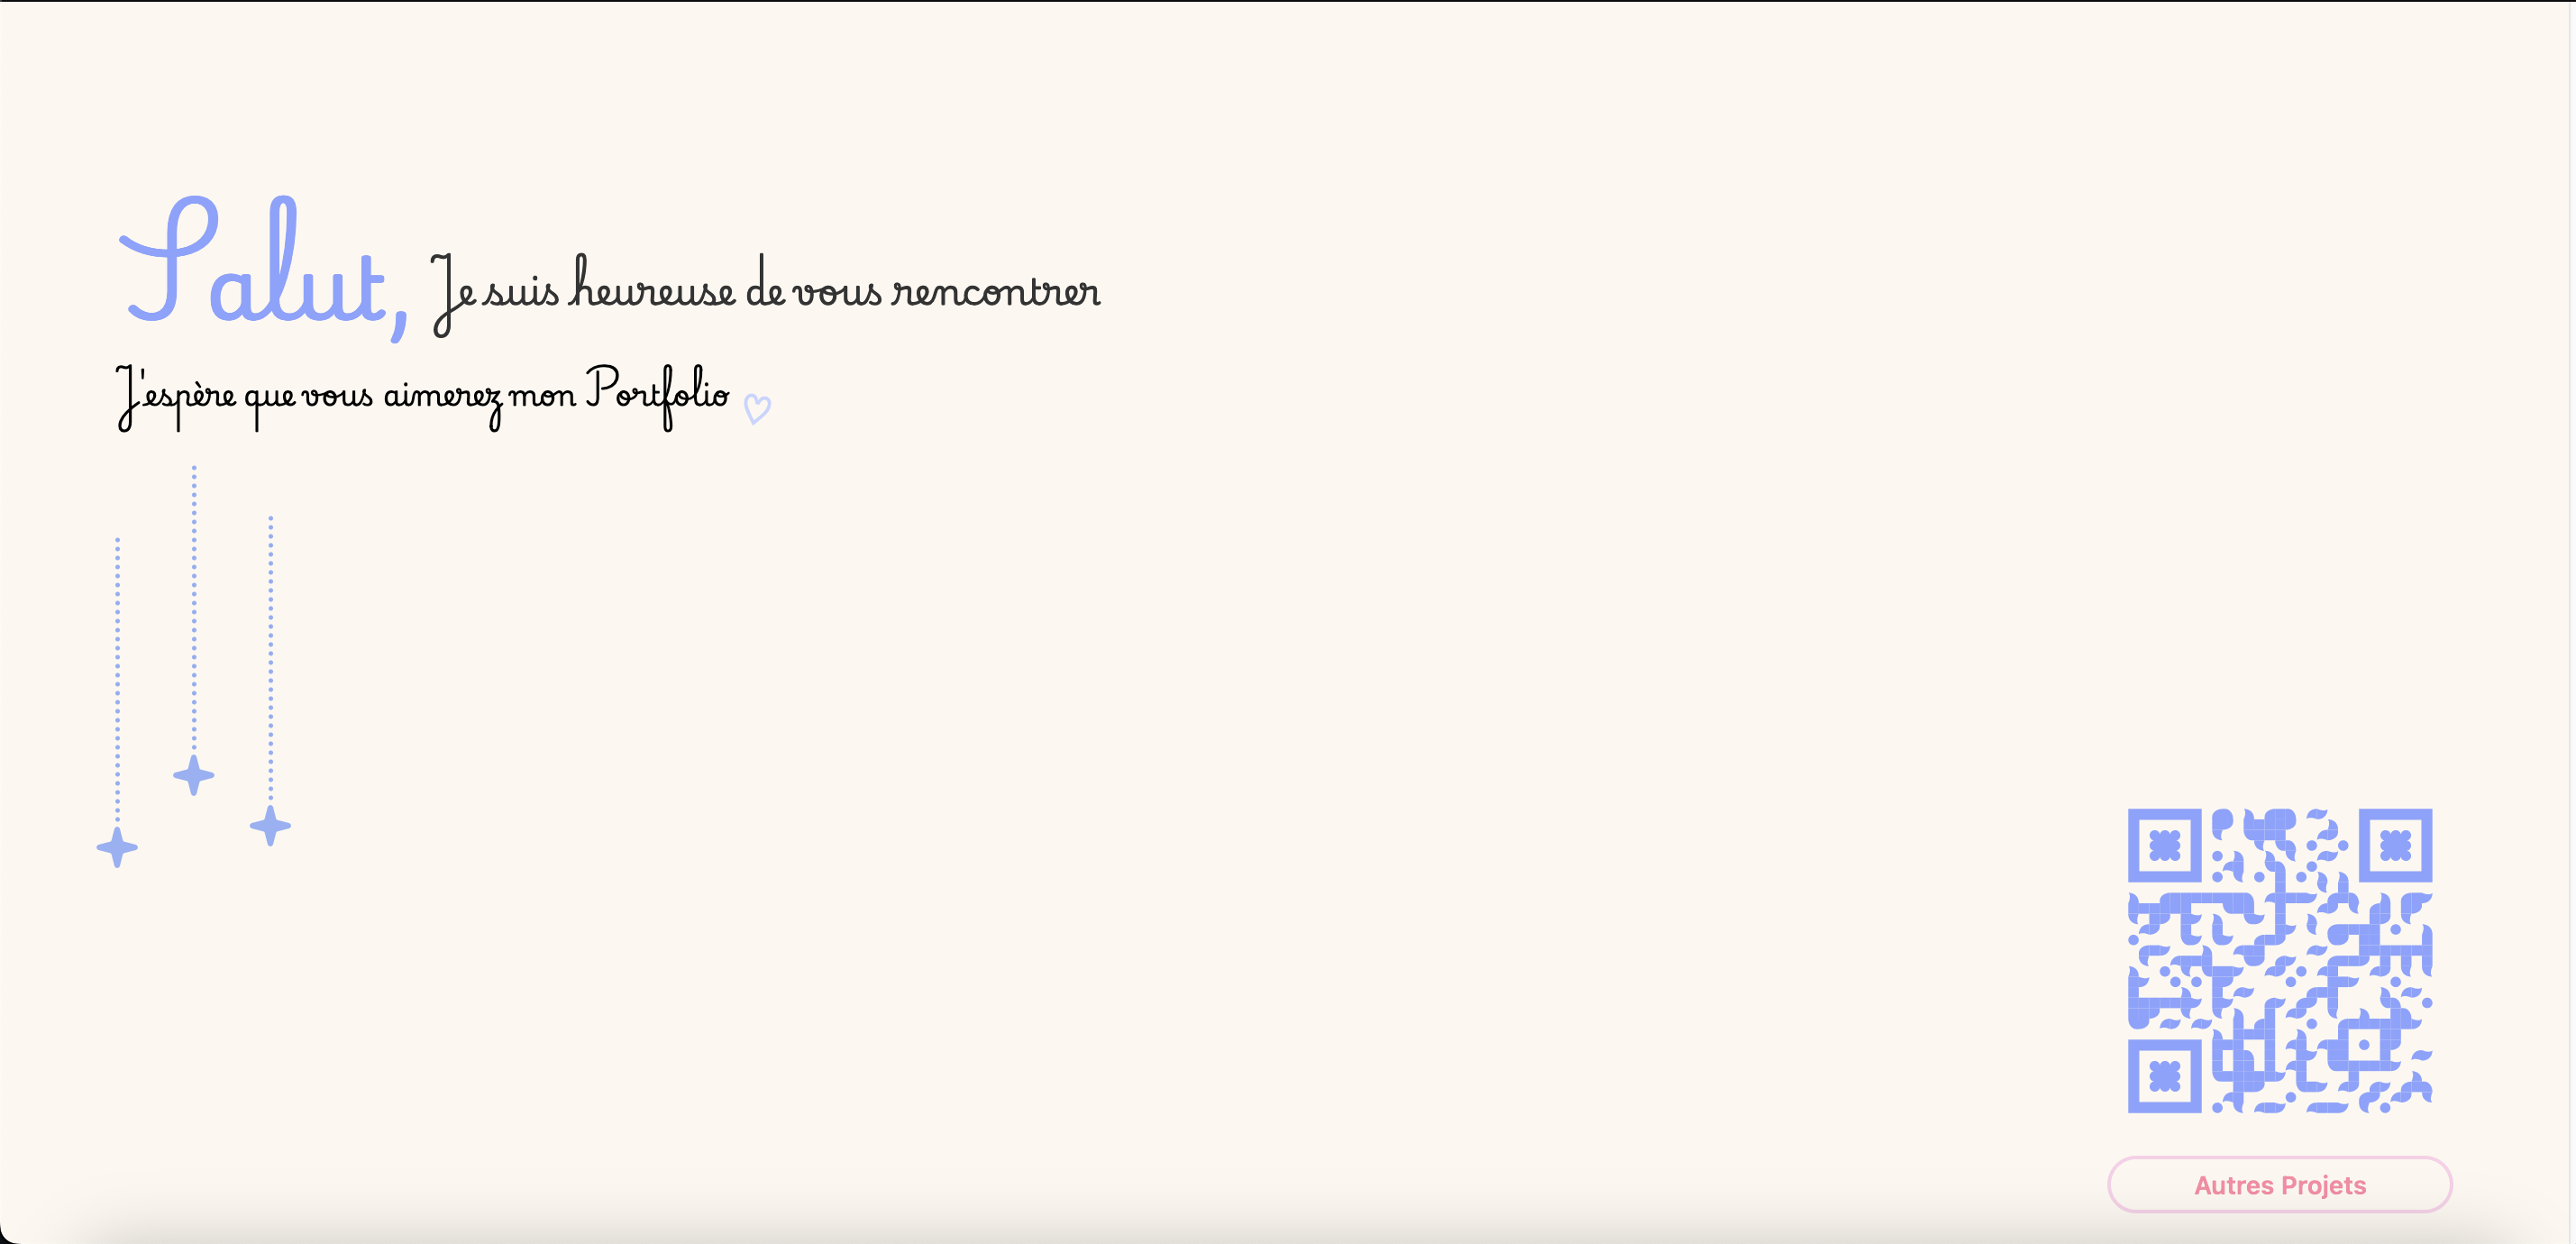 Salut, Je suis heureuse de vous rencontrer
J'espère que vous aimerez mon Portfolio
Autres Projets